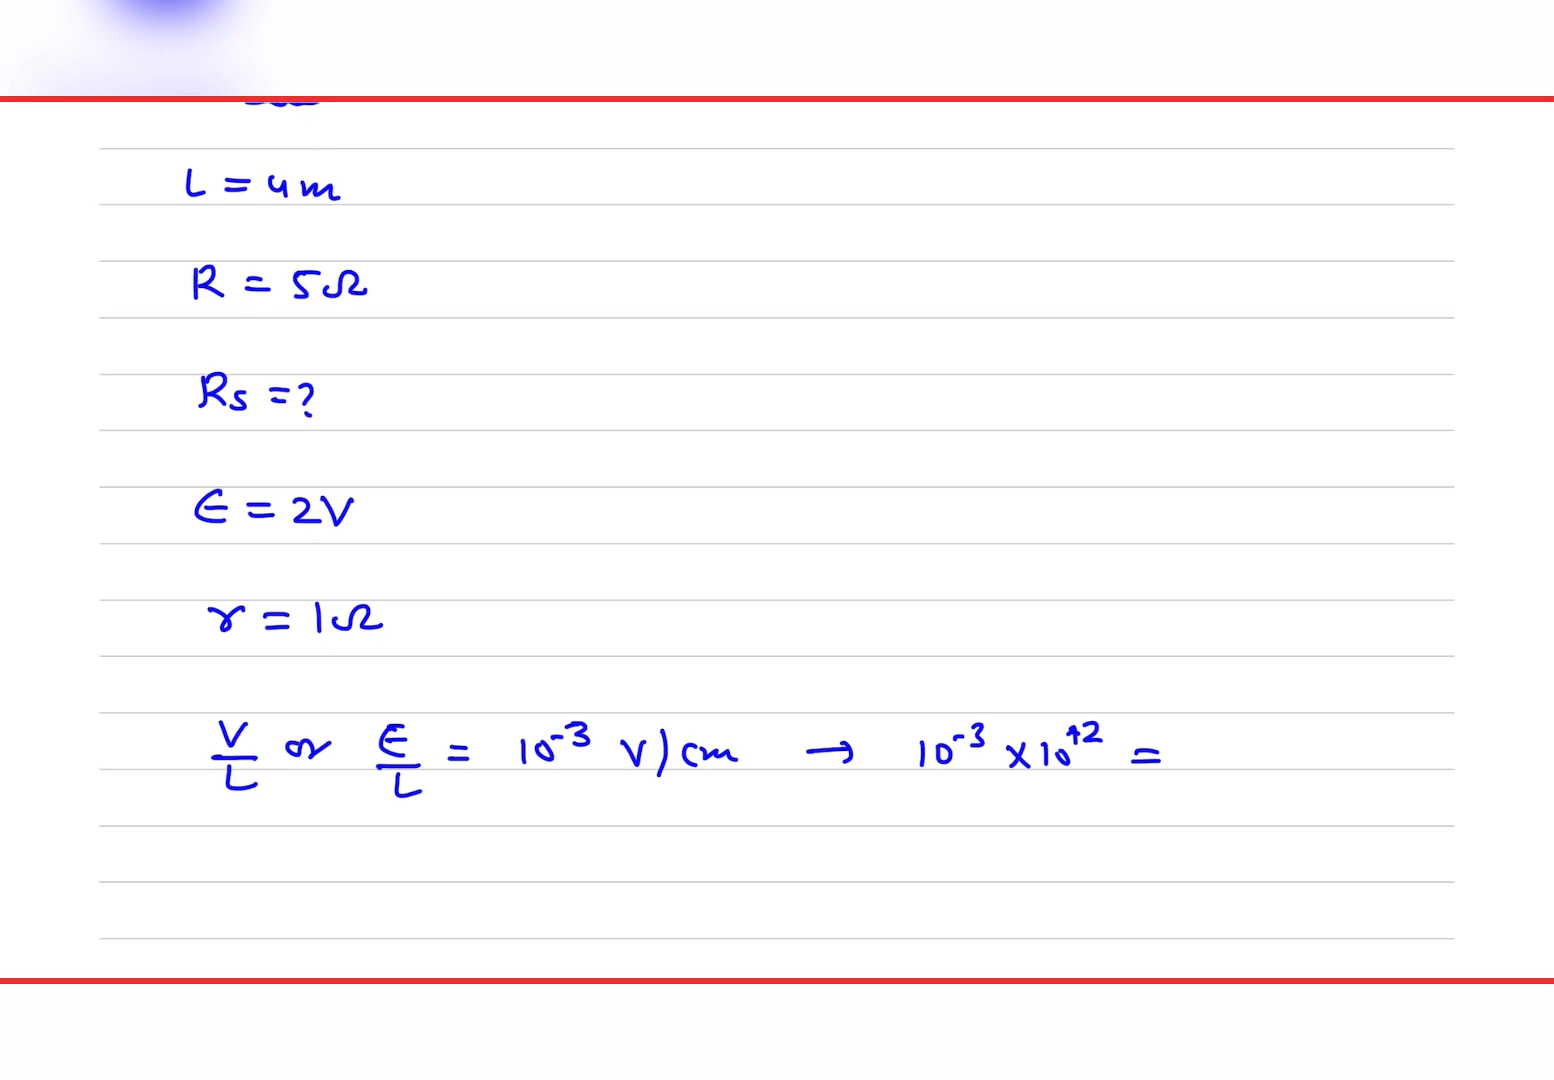 L = 4m
R = 5Ω
Rs = ?
ε = 2V
r = 1Ω
V/L or ε/L = 10⁻³ V/cm → 10⁻³ × 10⁺² =